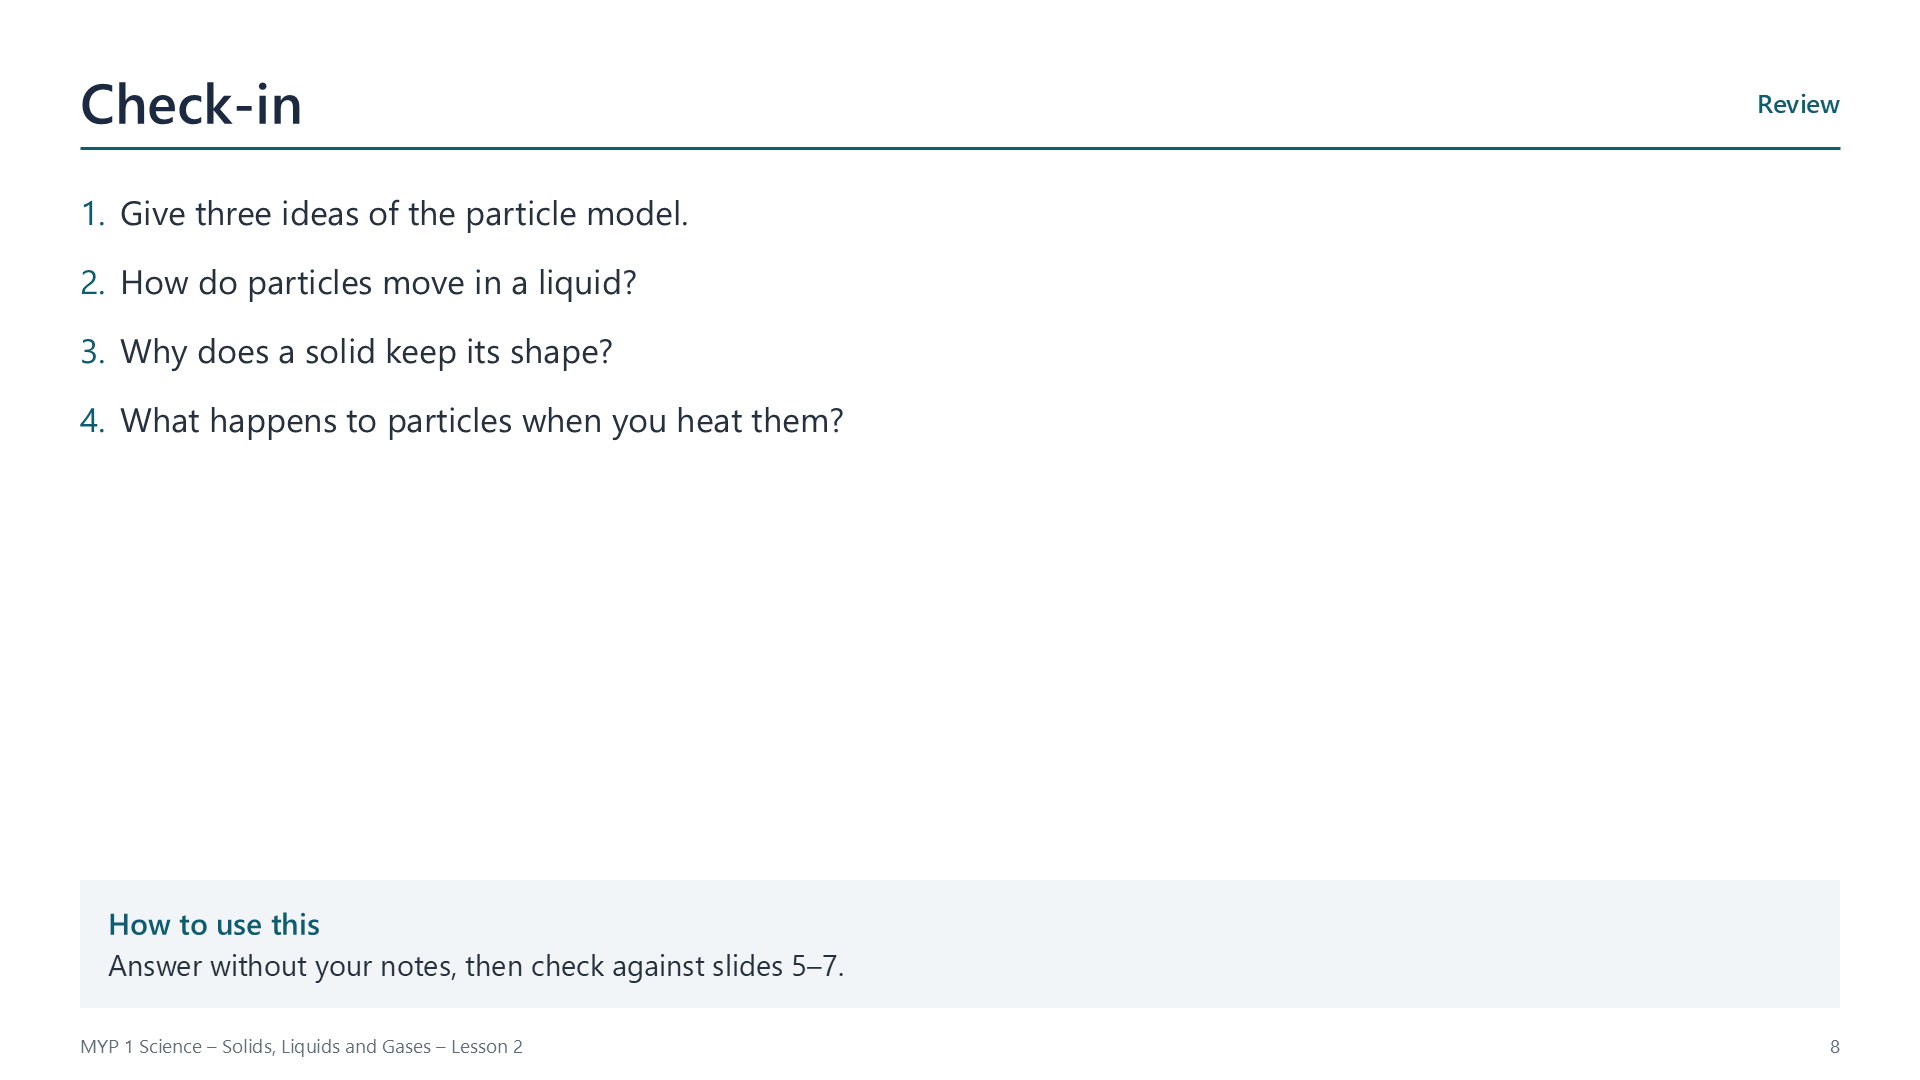 Check-in
Review
1. Give three ideas of the particle model.
2. How do particles move in a liquid?
3. Why does a solid keep its shape?
4. What happens to particles when you heat them?
How to use this
Answer without your notes, then check against slides 5–7.
MYP 1 Science – Solids, Liquids and Gases – Lesson 2
8